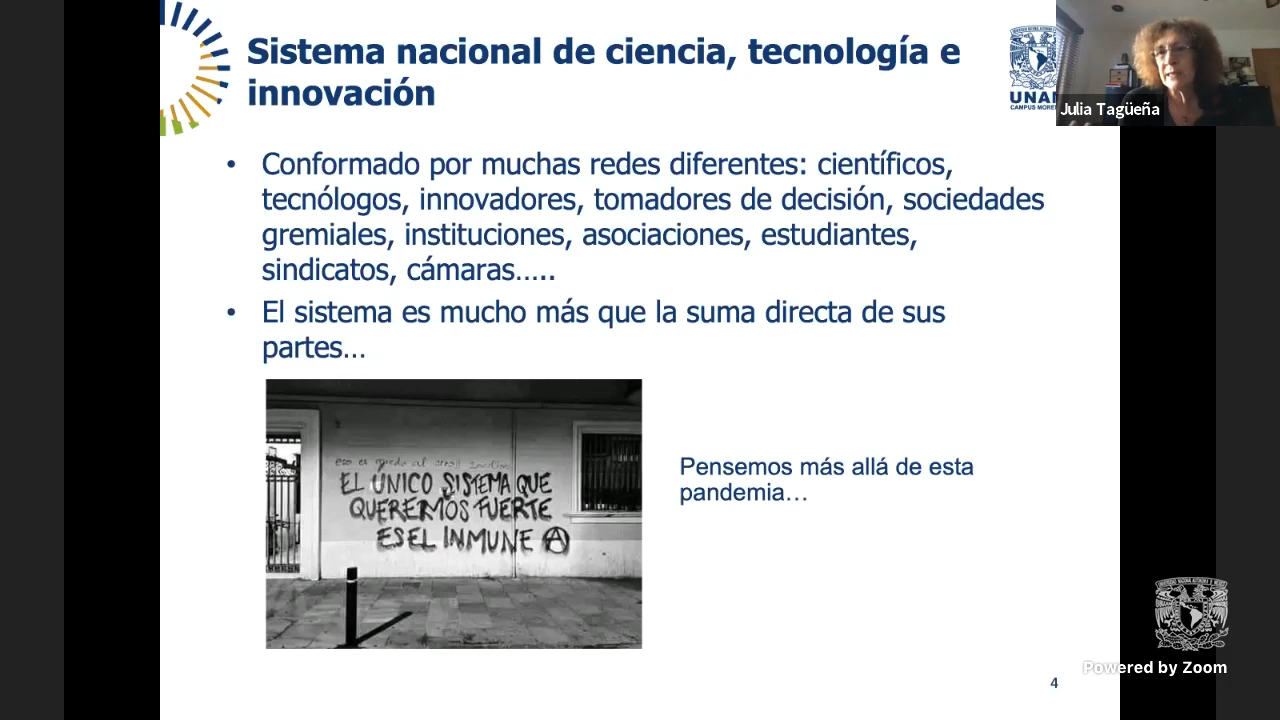 Sistema nacional de ciencia, tecnología e
innovación
UNA
CAMPUS MORE
Julia Tagüeña
• Conformado por muchas redes diferentes: científicos,
tecnólogos, innovadores, tomadores de decisión, sociedades
gremiales, instituciones, asociaciones, estudiantes,
sindicatos, cámaras.....
• El sistema es mucho más que la suma directa de sus
partes...
EL ÚNICO SISTEMA QUE
QUEREMOS FUERTE
ES EL INMUNE
Pensemos más allá de esta
pandemia…
Powered by Zoom
4